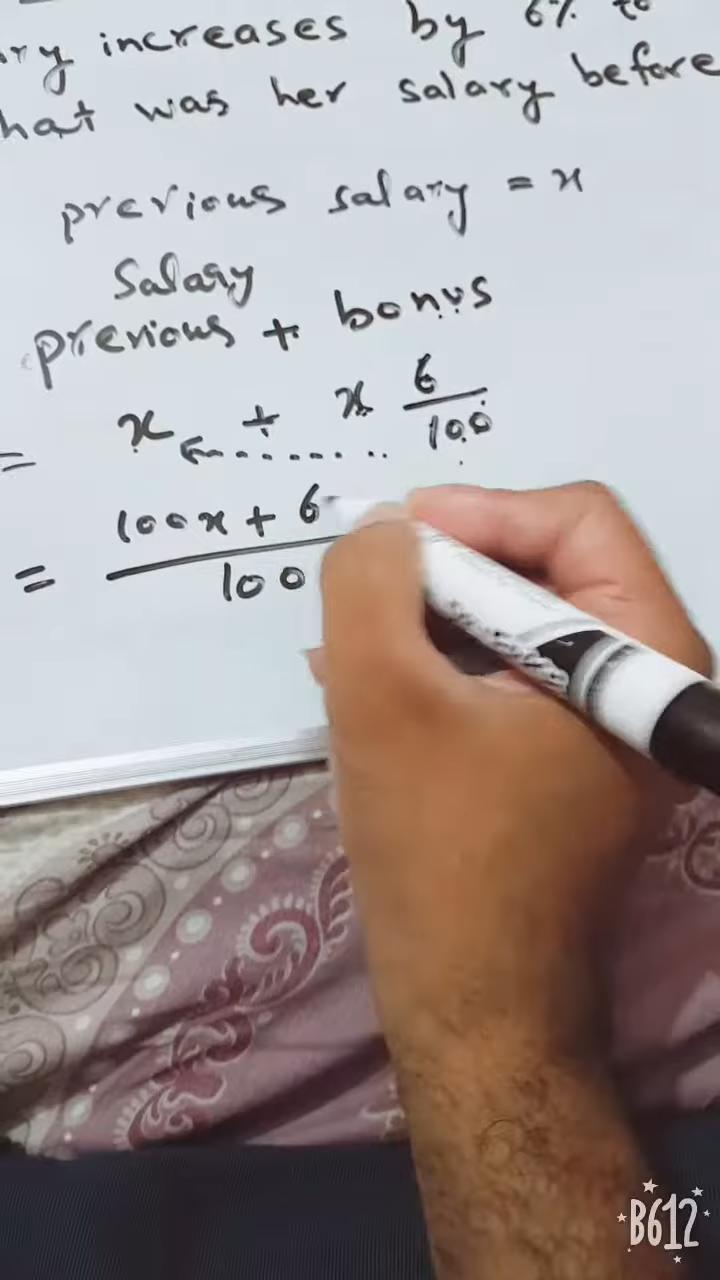 increases by 6% to
hat was her salary before
previous salary = x
Salary
previous + bonus
= x + x 6/100
= 100x + 6
100
B612